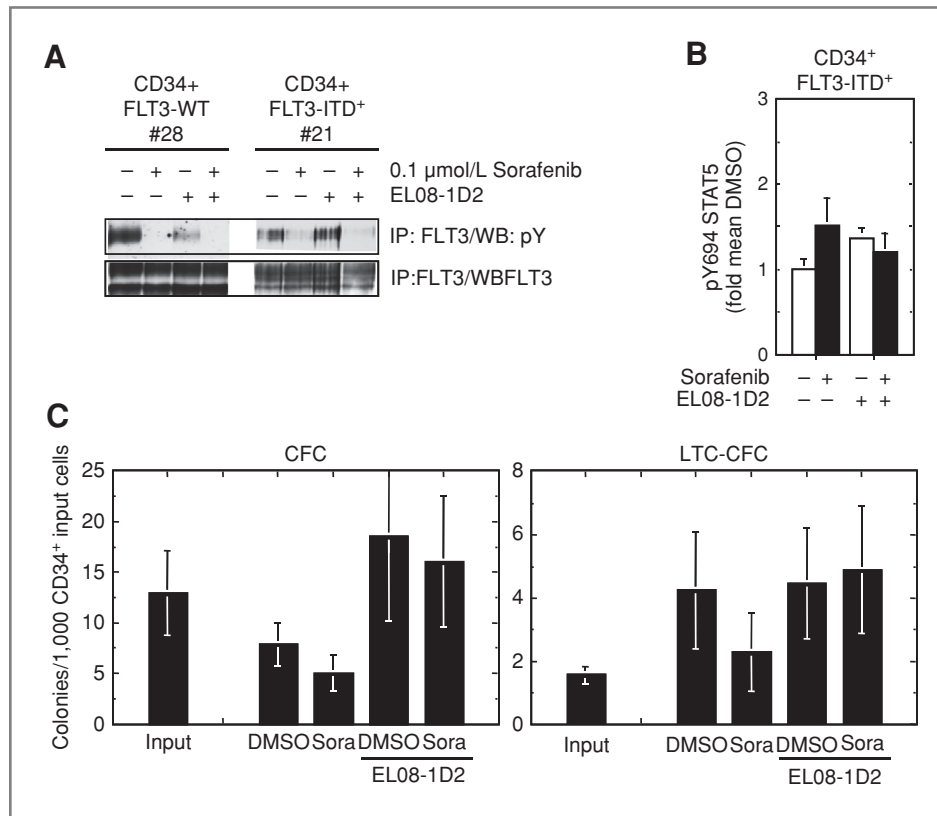 A
CD34+
FLT3-WT
#28
CD34+
FLT3-ITD⁺
#21
– + – + – + – + 0.1 µmol/L Sorafenib
– – + + – – + + EL08-1D2
IP: FLT3/WB: pY
IP:FLT3/WBFLT3
B
CD34⁺
FLT3-ITD⁺
pY694 STAT5
(fold mean DMSO)
3
2
1
0
Sorafenib – + – +
EL08-1D2 – – + +
C
Colonies/1,000 CD34⁺ input cells
CFC
25
20
15
10
5
0
Input DMSO Sora DMSO Sora
EL08-1D2
LTC-CFC
8
6
4
2
0
Input DMSO Sora DMSO Sora
EL08-1D2